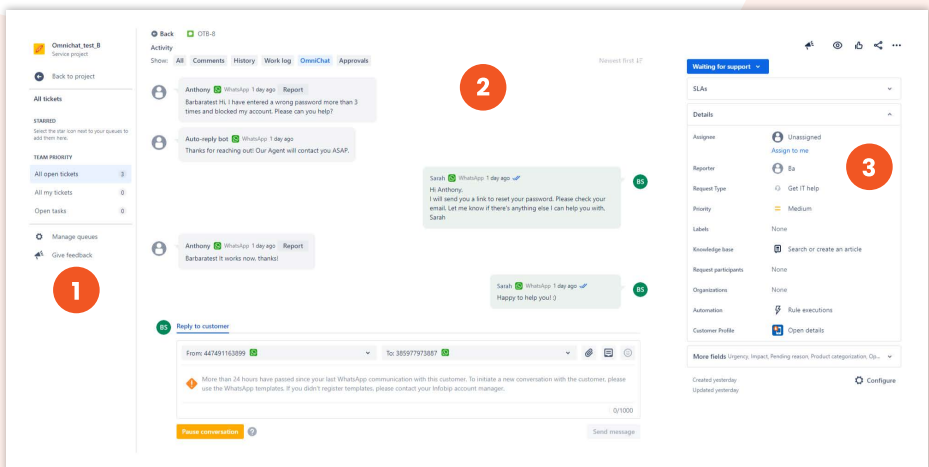 Omnichat_test_B
Service project
Back to project
All tickets
STARRED
Select the star icon next to your queues to
add them here.
TEAM PRIORITY
All open tickets 3
All my tickets 0
Open tasks 0
Manage queues
Give feedback
1
Back OTB-8
Activity
Show: All Comments History Work log OmniChat Approvals Newest first
2
Anthony WhatsApp 1 day ago Report
Barbaratest Hi, I have entered a wrong password more than 3
times and blocked my account. Please can you help?
Auto-reply bot WhatsApp 1 day ago
Thanks for reaching out! Our Agent will contact you ASAP.
Sarah WhatsApp 1 day ago
BS
Hi Anthony,
I will send you a link to reset your password. Please check your
email. Let me know if there's anything else I can help you with,
Sarah
Anthony WhatsApp 1 day ago Report
Barbaratest It works now, thanks!
Sarah WhatsApp 1 day ago
BS
Happy to help you! :)
BS Reply to customer
From: 447491163899 To: 385977973887
More than 24 hours have passed since your last WhatsApp communication with this customer. To initiate a new conversation with the customer, please
use the WhatsApp templates. If you didn't register templates, please contact your Infobip account manager.
0/1000
Pause conversation ? Send message
Waiting for support
SLAs
Details
Assignee Unassigned
Assign to me
3
Reporter Ba
Request Type Get IT help
Priority Medium
Labels None
Knowledge base Search or create an article
Request participants None
Organizations None
Automation Rule executions
Customer Profile Open details
More fields Urgency, Impact, Pending reason, Product categorization, Op...
Created yesterday Configure
Updated yesterday